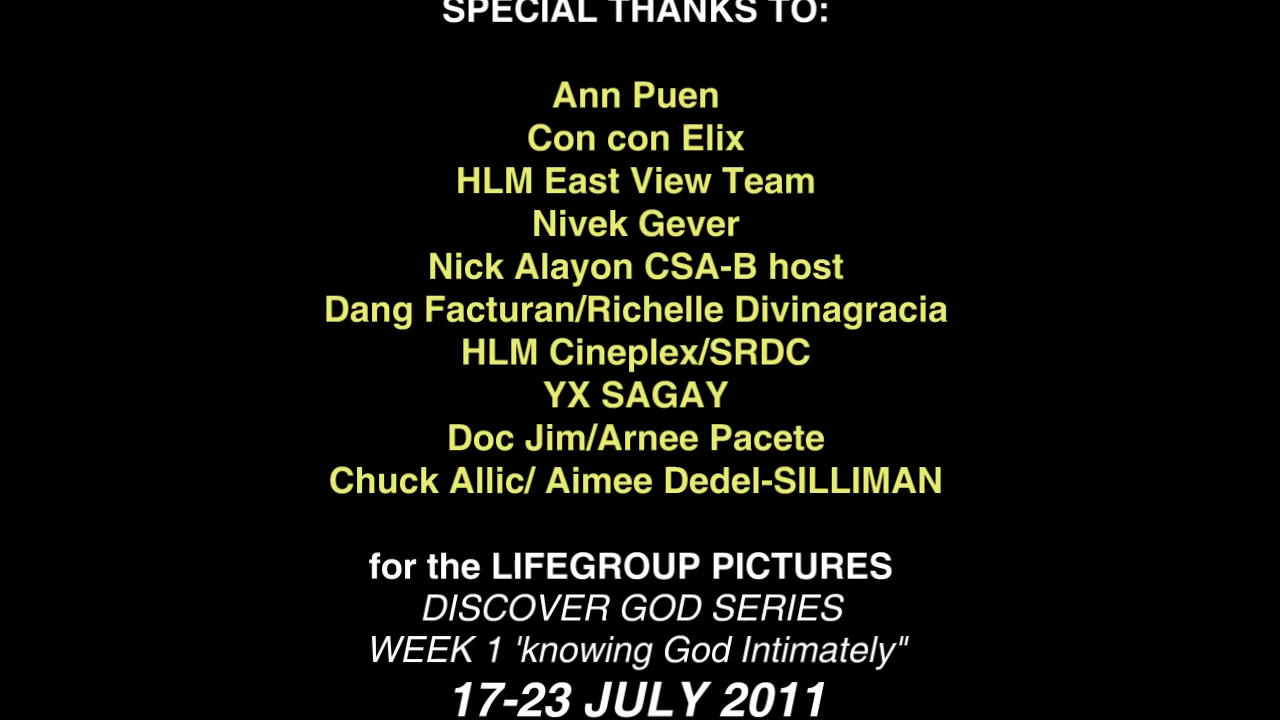 SPECIAL THANKS TO:
Ann Puen
Con con Elix
HLM East View Team
Nivek Gever
Nick Alayon CSA-B host
Dang Facturan/Richelle Divinagracia
HLM Cineplex/SRDC
YX SAGAY
Doc Jim/Arnee Pacete
Chuck Allic/ Aimee Dedel-SILLIMAN
for the LIFEGROUP PICTURES
DISCOVER GOD SERIES
WEEK 1 'knowing God Intimately"
17-23 JULY 2011